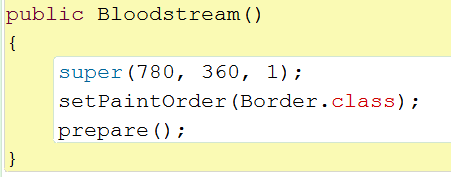 public Bloodstream()
{
super(780, 360, 1);
setPaintOrder(Border.class);
prepare();
}